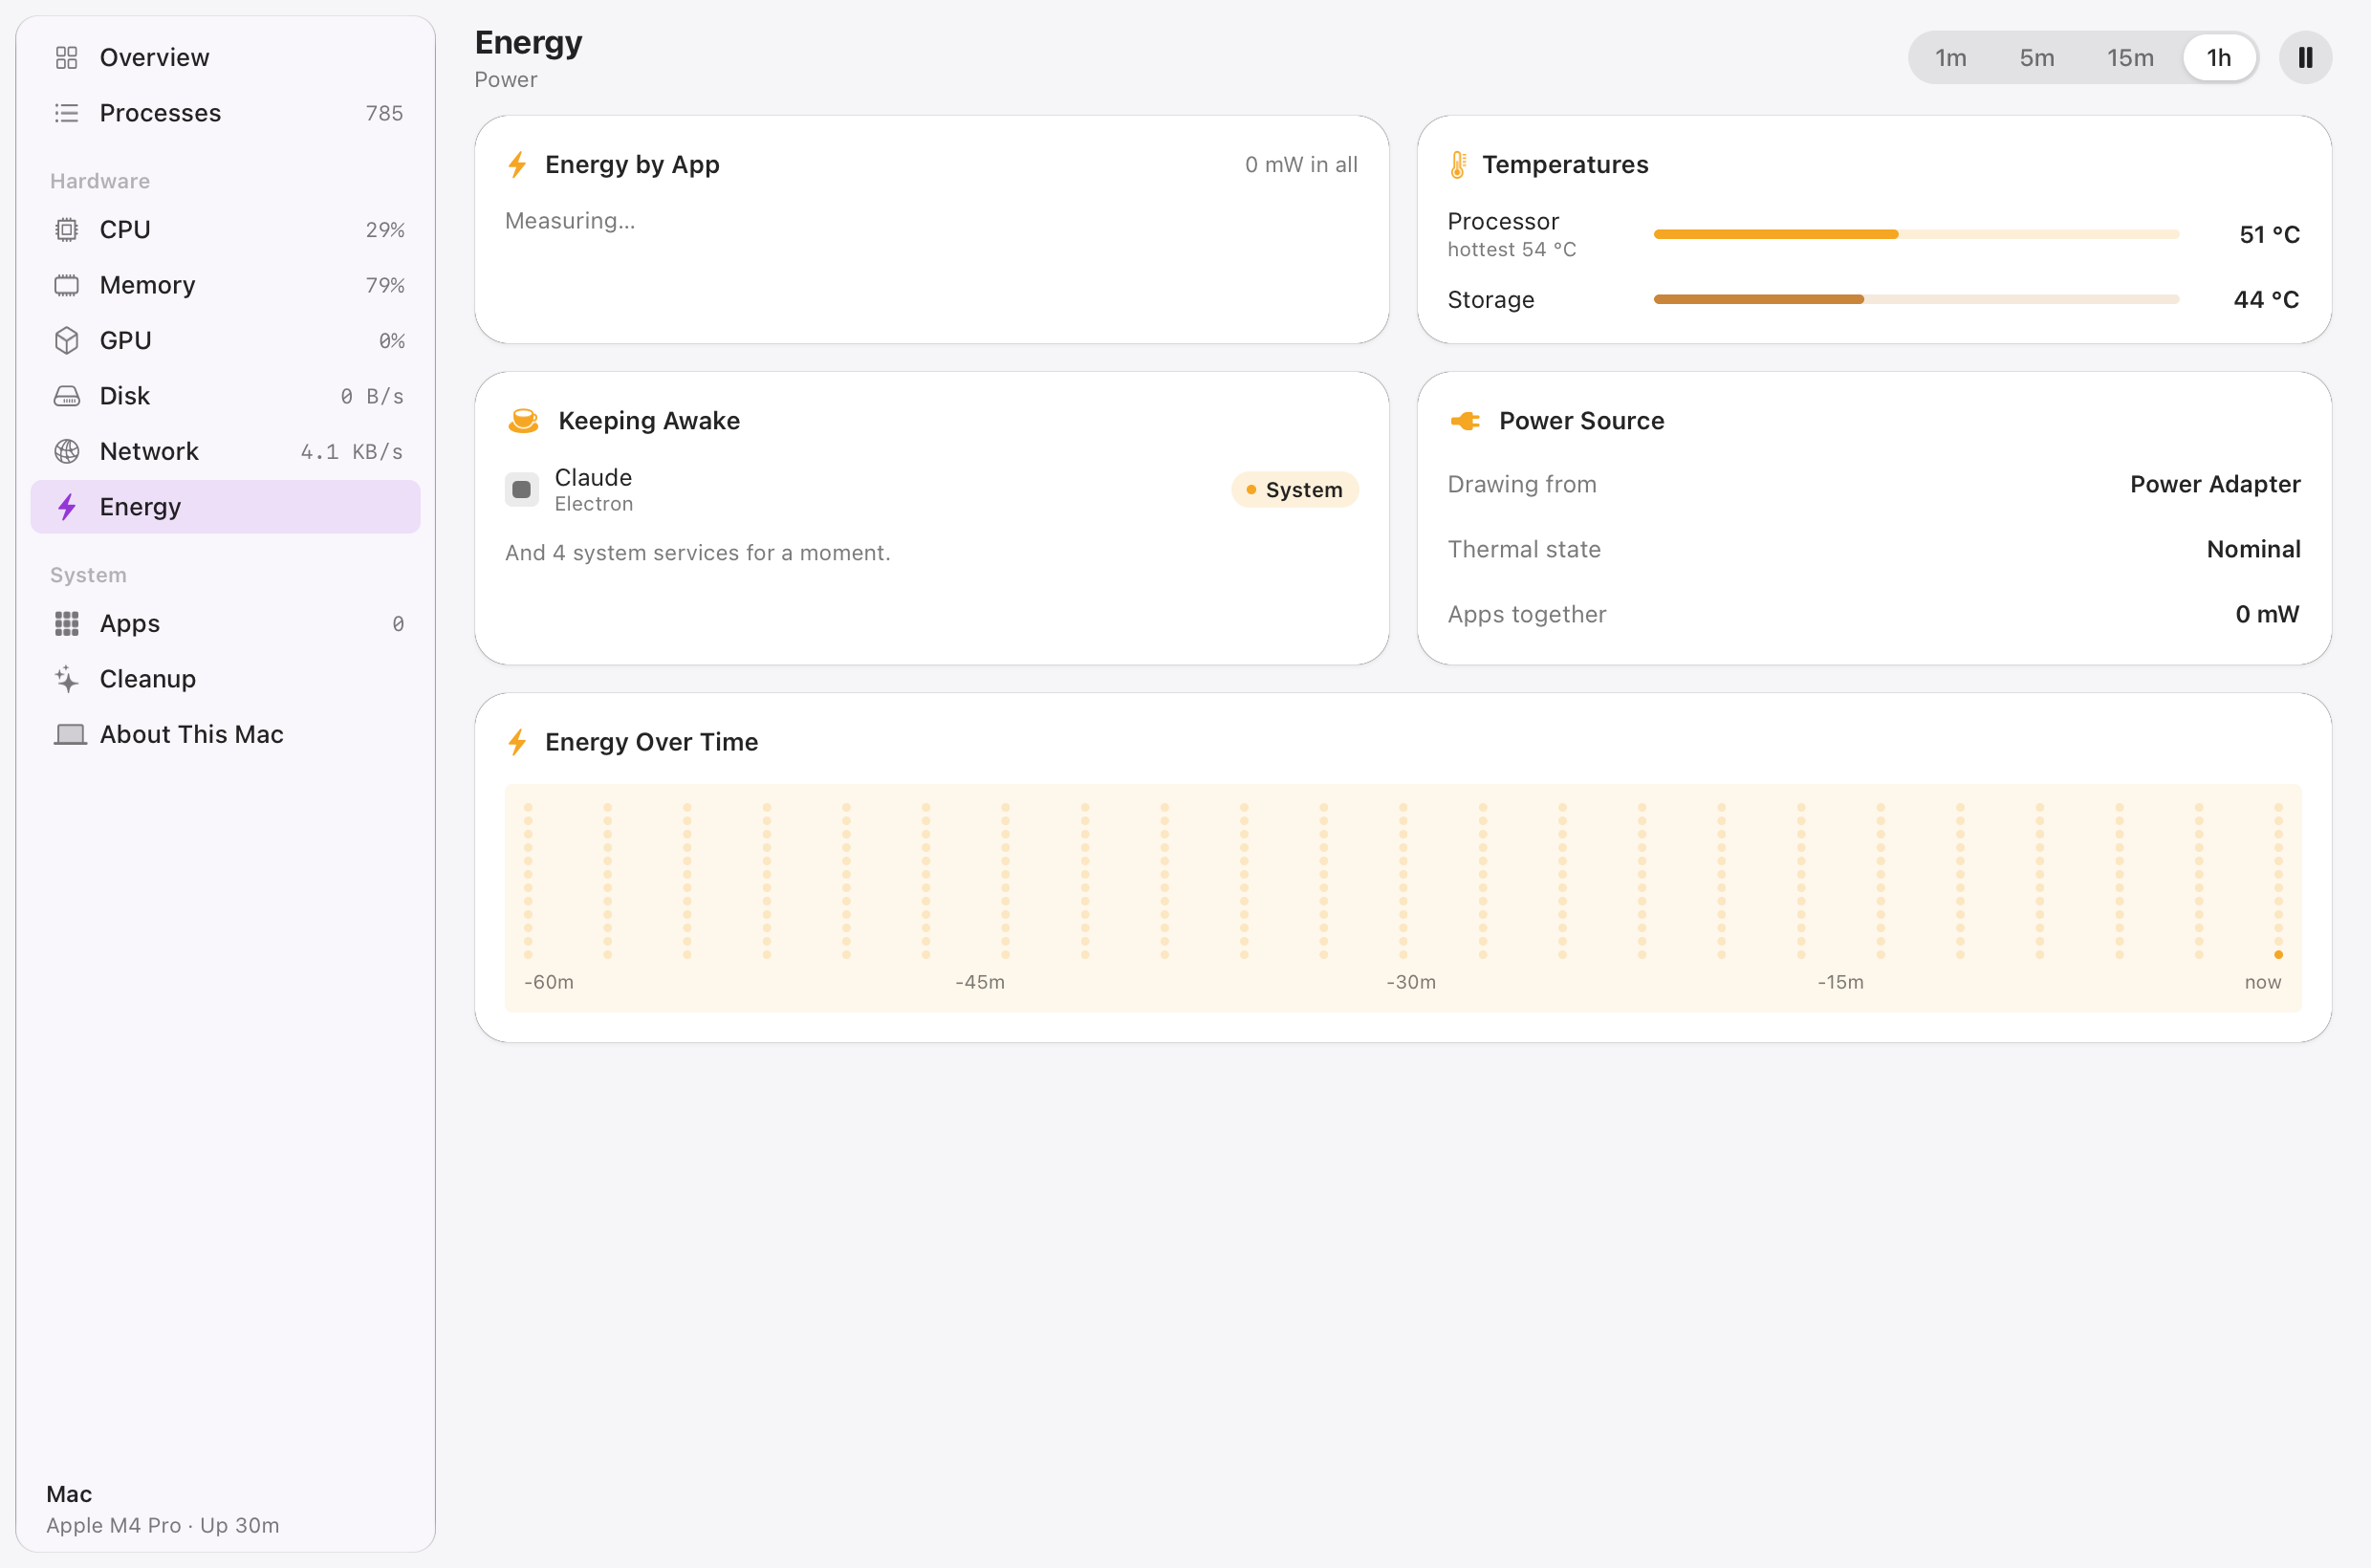 Overview
Processes 785
Hardware
CPU 29%
Memory 79%
GPU 0%
Disk 0 B/s
Network 4.1 KB/s
Energy
System
Apps 0
Cleanup
About This Mac
Mac
Apple M4 Pro · Up 30m
Energy
Power
1m 5m 15m 1h
Energy by App 0 mW in all
Measuring...
Temperatures
Processor
hottest 54 °C
51 °C
Storage 44 °C
Keeping Awake
Claude
Electron
System
And 4 system services for a moment.
Power Source
Drawing from Power Adapter
Thermal state Nominal
Apps together 0 mW
Energy Over Time
-60m -45m -30m -15m now